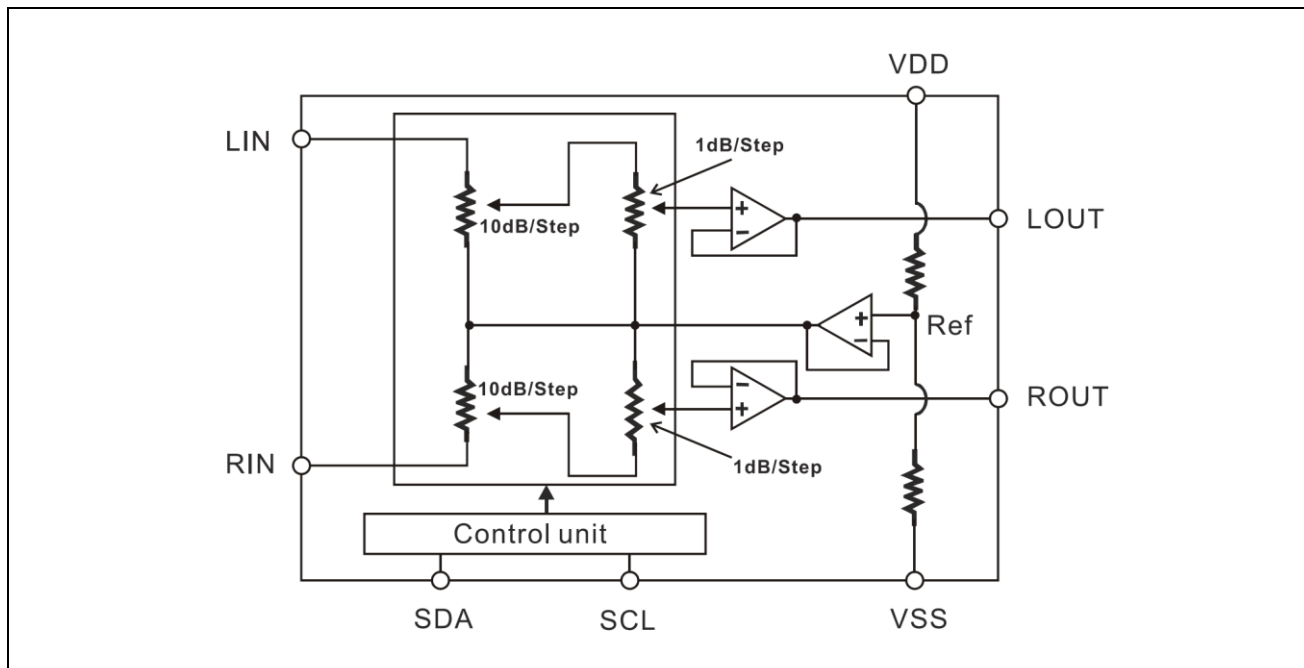 VDD
LIN
1dB/Step
10dB/Step
+
−
LOUT
+
−
Ref
10dB/Step
−
+
ROUT
RIN
1dB/Step
Control unit
SDA
SCL
VSS